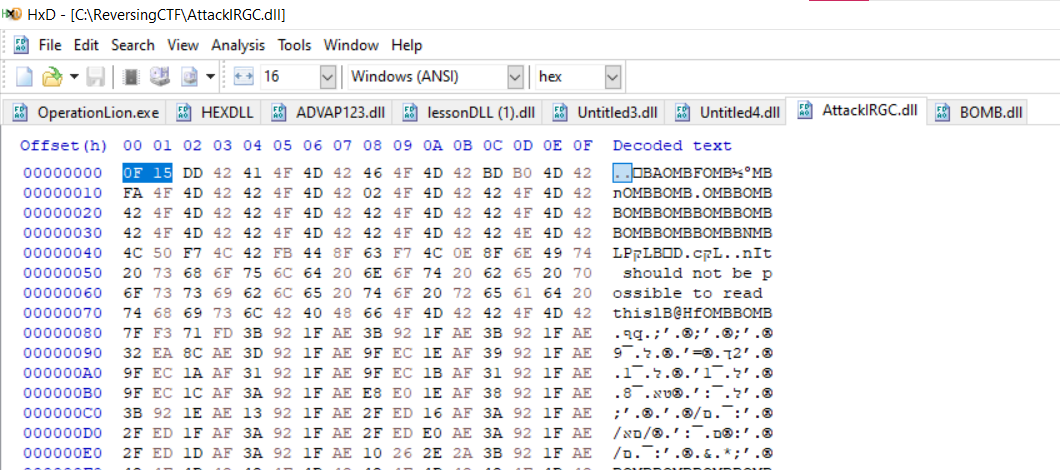 HxD - [C:\ReversingCTF\AttackIRGC.dll]
File Edit Search View Analysis Tools Window Help
16 Windows (ANSI) hex
OperationLion.exe HEXDLL ADVAP123.dll lessonDLL (1).dll Untitled3.dll Untitled4.dll AttackIRGC.dll BOMB.dll
Offset(h) 00 01 02 03 04 05 06 07 08 09 0A 0B 0C 0D 0E 0F Decoded text
00000000 0F 15 DD 42 41 4F 4D 42 46 4F 4D 42 BD B0 4D 42 ..□BAOMBFOMB½°MB
00000010 FA 4F 4D 42 42 4F 4D 42 02 4F 4D 42 42 4F 4D 42 תOMBBOMB.OMBBOMB
00000020 42 4F 4D 42 42 4F 4D 42 42 4F 4D 42 42 4F 4D 42 BOMBBOMBBOMBBOMB
00000030 42 4F 4D 42 42 4F 4D 42 42 4F 4D 42 42 4E 4D 42 BOMBBOMBBOMBBNMB
00000040 4C 50 F7 4C 42 FB 44 8F 63 F7 4C 0E 8F 6E 49 74 LPקLB□D.cקL..nIt
00000050 20 73 68 6F 75 6C 64 20 6E 6F 74 20 62 65 20 70 should not be p
00000060 6F 73 73 69 62 6C 65 20 74 6F 20 72 65 61 64 20 ossible to read
00000070 74 68 69 73 6C 42 40 48 66 4F 4D 42 42 4F 4D 42 thislB@HfOMBBOMB
00000080 7F F3 71 FD 3B 92 1F AE 3B 92 1F AE 3B 92 1F AE .ףq.;’.®;’.®;’.®
00000090 32 EA 8C AE 3D 92 1F AE 9F EC 1E AF 39 92 1F AE
000000A0 9F EC 1A AF 31 92 1F AE 9F EC 1B AF 31 92 1F AE
000000B0 9F EC 1C AF 3A 92 1F AE E8 E0 1E AF 38 92 1F AE
000000C0 3B 92 1E AE 13 92 1F AE 2F ED 16 AF 3A 92 1F AE
000000D0 2F ED 1F AF 3A 92 1F AE 2F ED E0 AE 3A 92 1F AE
000000E0 2F ED 1D AF 3A 92 1F AE 10 26 2E 2A 3B 92 1F AE